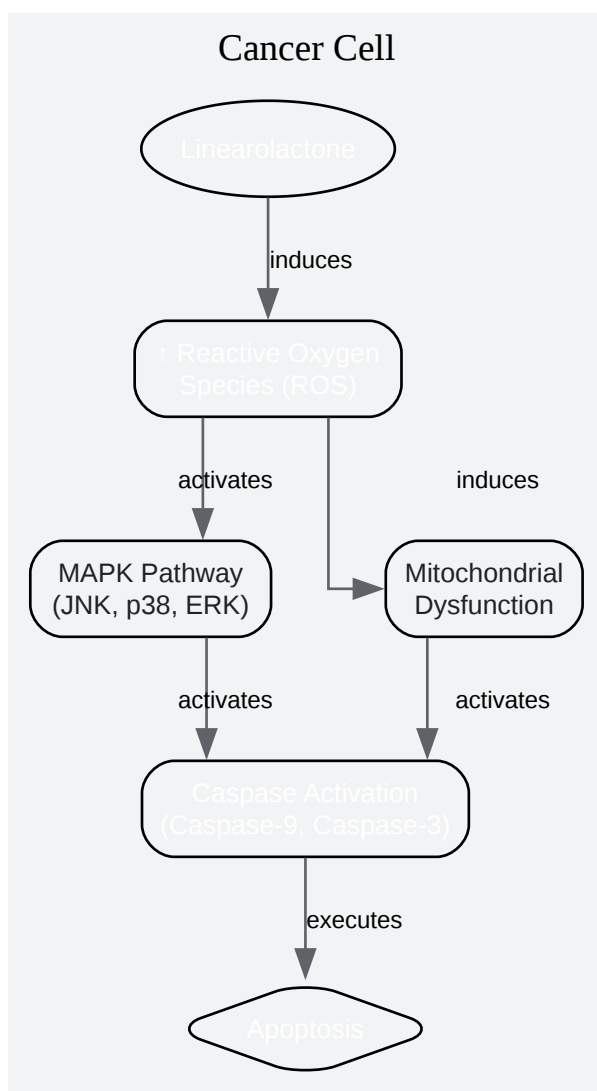 Cancer Cell
Linearolactone
induces
↑ Reactive Oxygen
Species (ROS)
activates
induces
MAPK Pathway
(JNK, p38, ERK)
Mitochondrial
Dysfunction
activates
activates
Caspase Activation
(Caspase-9, Caspase-3)
executes
Apoptosis